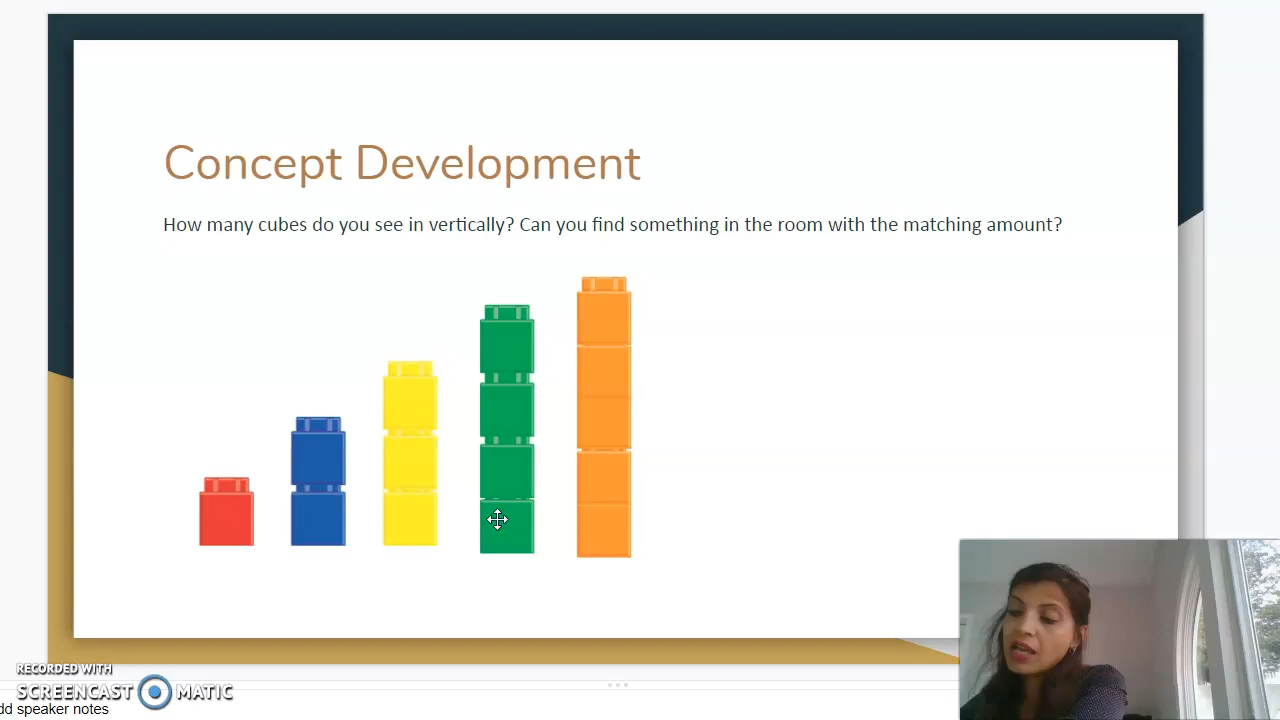 Concept Development
How many cubes do you see in vertically? Can you find something in the room with the matching amount?
RECORDED WITH
SCREENCAST MATIC
dd speaker notes